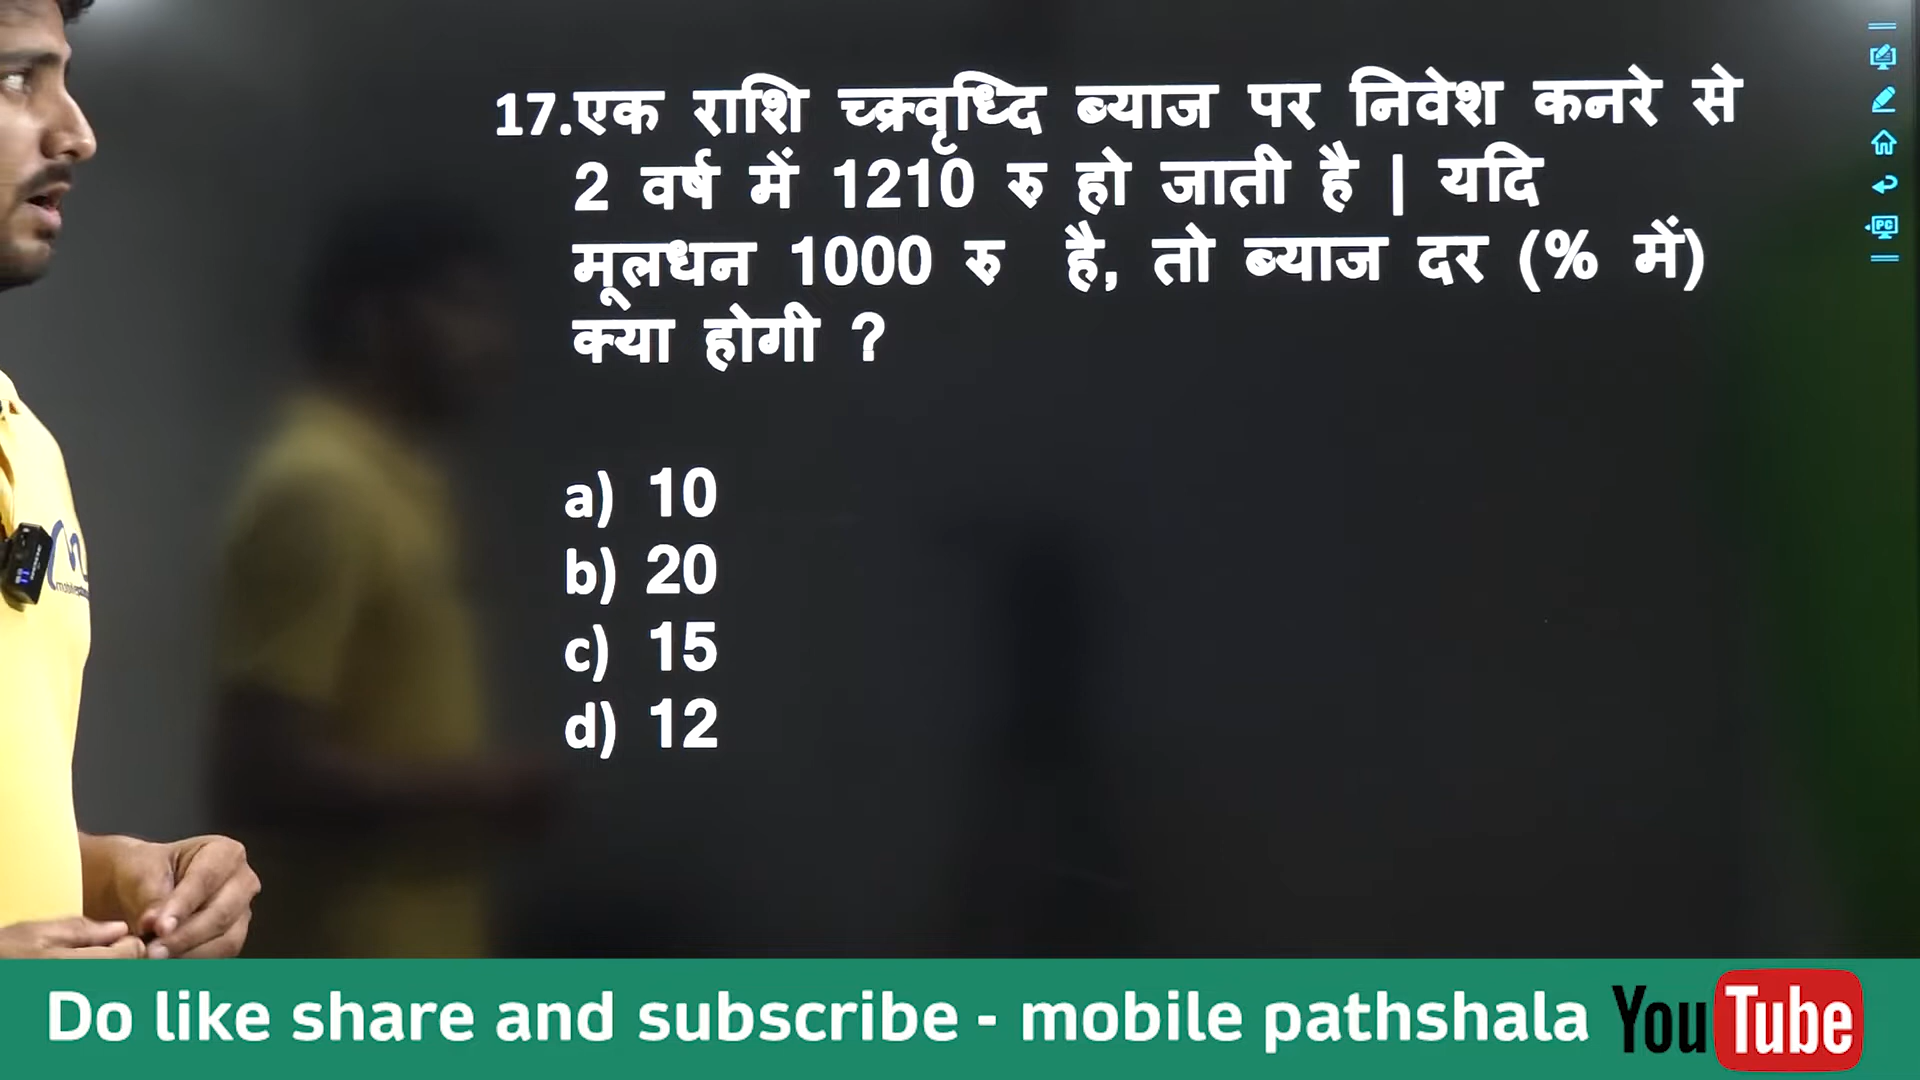 17.एक राशि च्क्रवृध्दि ब्याज पर निवेश कनरे से
2 वर्ष में 1210 रु हो जाती है | यदि
मूलधन 1000 रु है, तो ब्याज दर (% में)
क्या होगी ?
a) 10
b) 20
c) 15
d) 12
PC
Do like share and subscribe - mobile pathshala YouTube